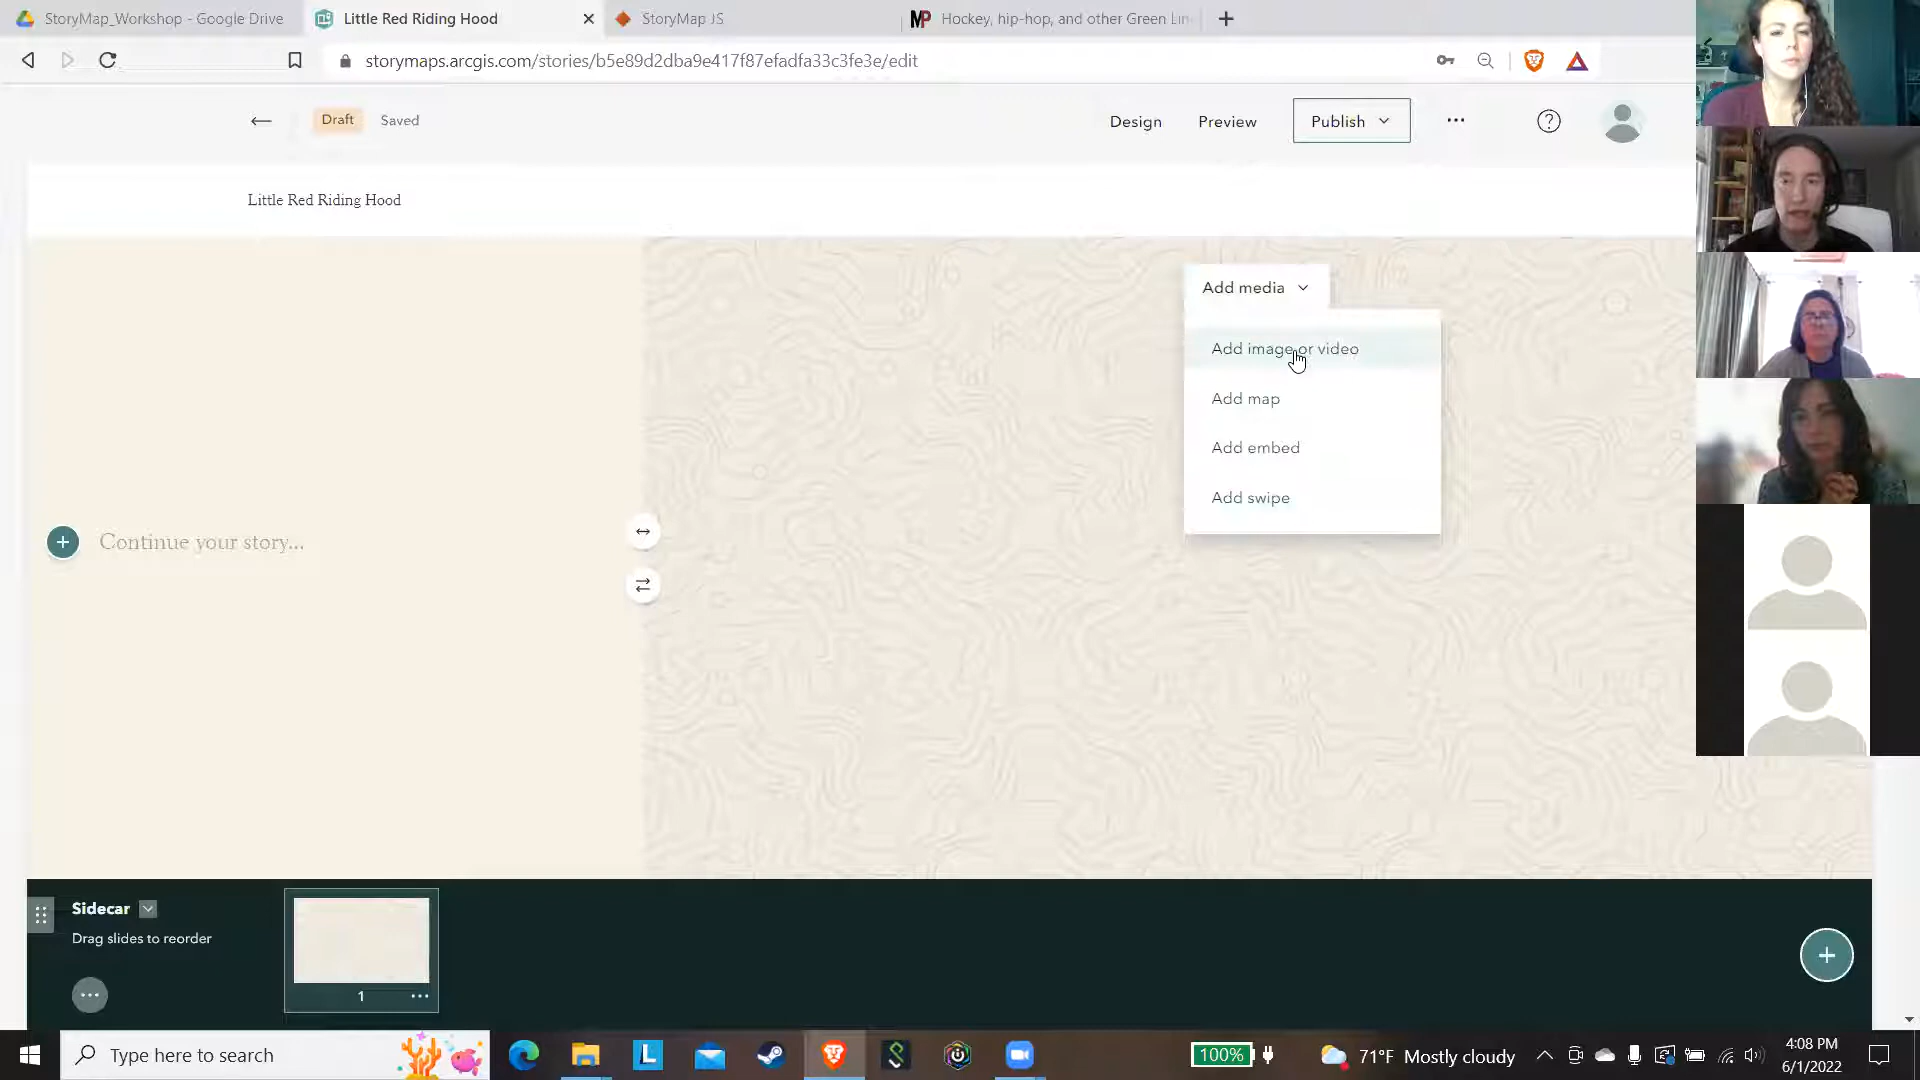 StoryMap_Workshop - Google Drive
Little Red Riding Hood
StoryMap JS
Hockey, hip-hop, and other Green Lin
storymaps.arcgis.com/stories/b5e89d2dba9e417f87efadfa33c3fe3e/edit
Draft
Saved
Design
Preview
Publish
Little Red Riding Hood
Add media
Add image or video
Add map
Add embed
Add swipe
Continue your story...
Sidecar
Drag slides to reorder
1
Type here to search
100%
71°F Mostly cloudy
4:08 PM
6/1/2022